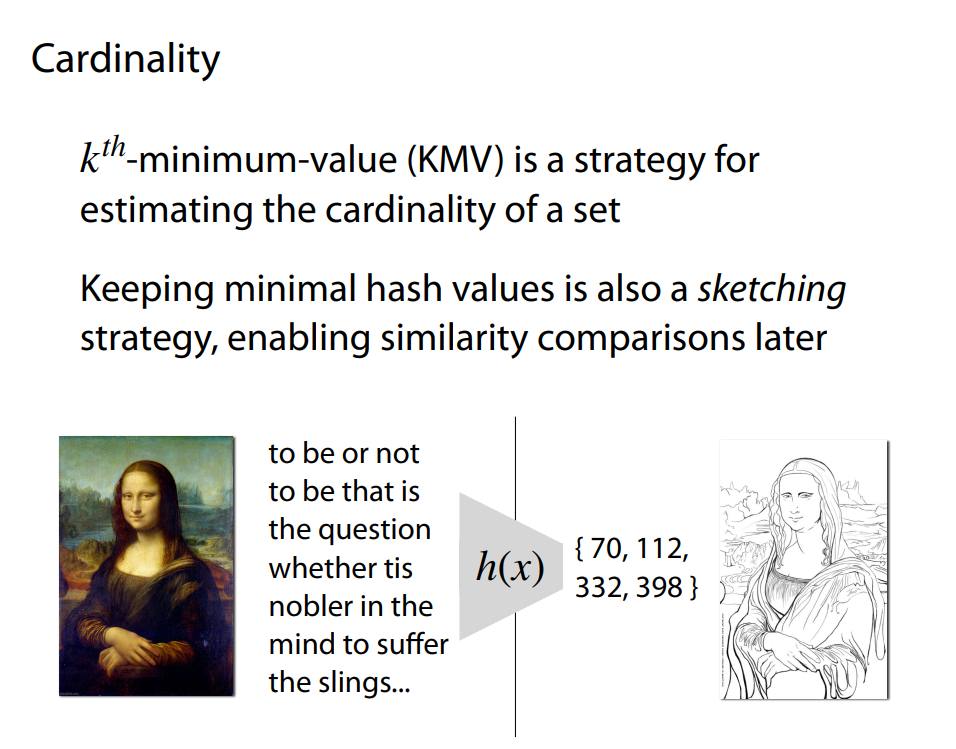 Cardinality
kth-minimum-value (KMV) is a strategy for
estimating the cardinality of a set
Keeping minimal hash values is also a sketching
strategy, enabling similarity comparisons later
to be or not
to be that is
the question
whether tis
nobler in the
mind to suffer
the slings...
h(x)
{ 70, 112,
332, 398 }